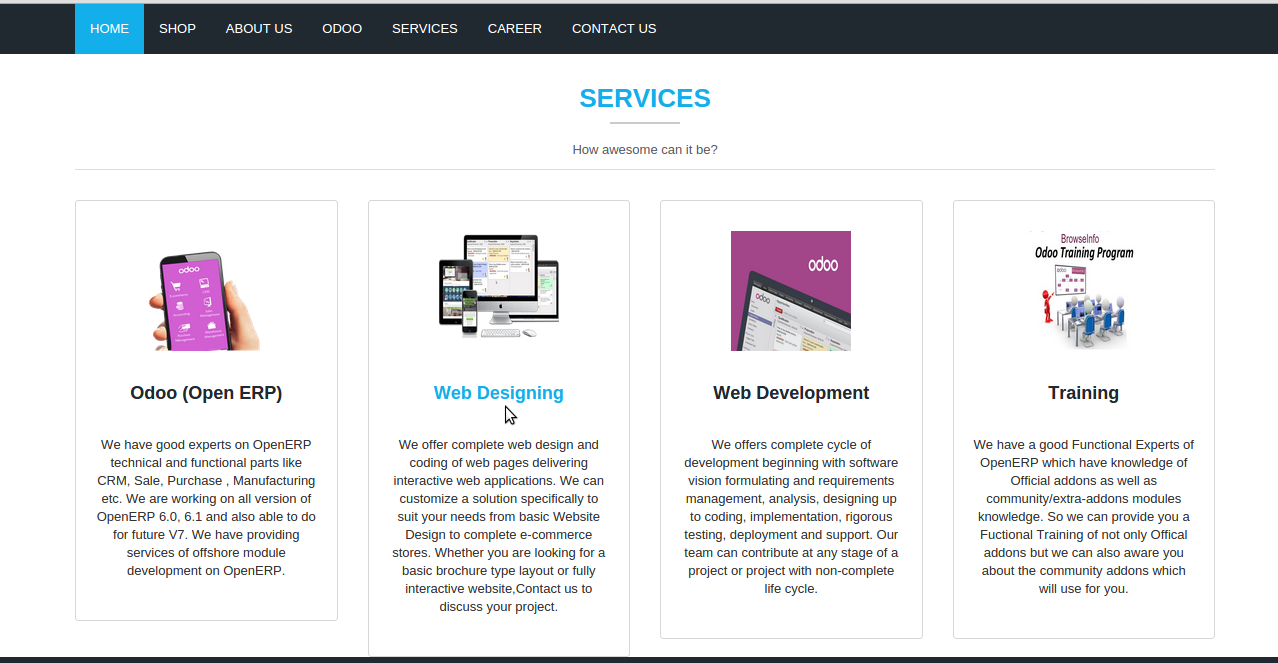 HOME SHOP ABOUT US ODOO SERVICES CAREER CONTACT US
SERVICES
How awesome can it be?
odoo
Odoo (Open ERP)
We have good experts on OpenERP
technical and functional parts like
CRM, Sale, Purchase , Manufacturing
etc. We are working on all version of
OpenERP 6.0, 6.1 and also able to do
for future V7. We have providing
services of offshore module
development on OpenERP.
Web Designing
We offer complete web design and
coding of web pages delivering
interactive web applications. We can
customize a solution specifically to
suit your needs from basic Website
Design to complete e-commerce
stores. Whether you are looking for a
basic brochure type layout or fully
interactive website,Contact us to
discuss your project.
odoo
odoo
Web Development
We offers complete cycle of
development beginning with software
vision formulating and requirements
management, analysis, designing up
to coding, implementation, rigorous
testing, deployment and support. Our
team can contribute at any stage of a
project or project with non-complete
life cycle.
BrowseInfo
Odoo Training Program
Training
We have a good Functional Experts of
OpenERP which have knowledge of
Official addons as well as
community/extra-addons modules
knowledge. So we can provide you a
Fuctional Training of not only Offical
addons but we can also aware you
about the community addons which
will use for you.